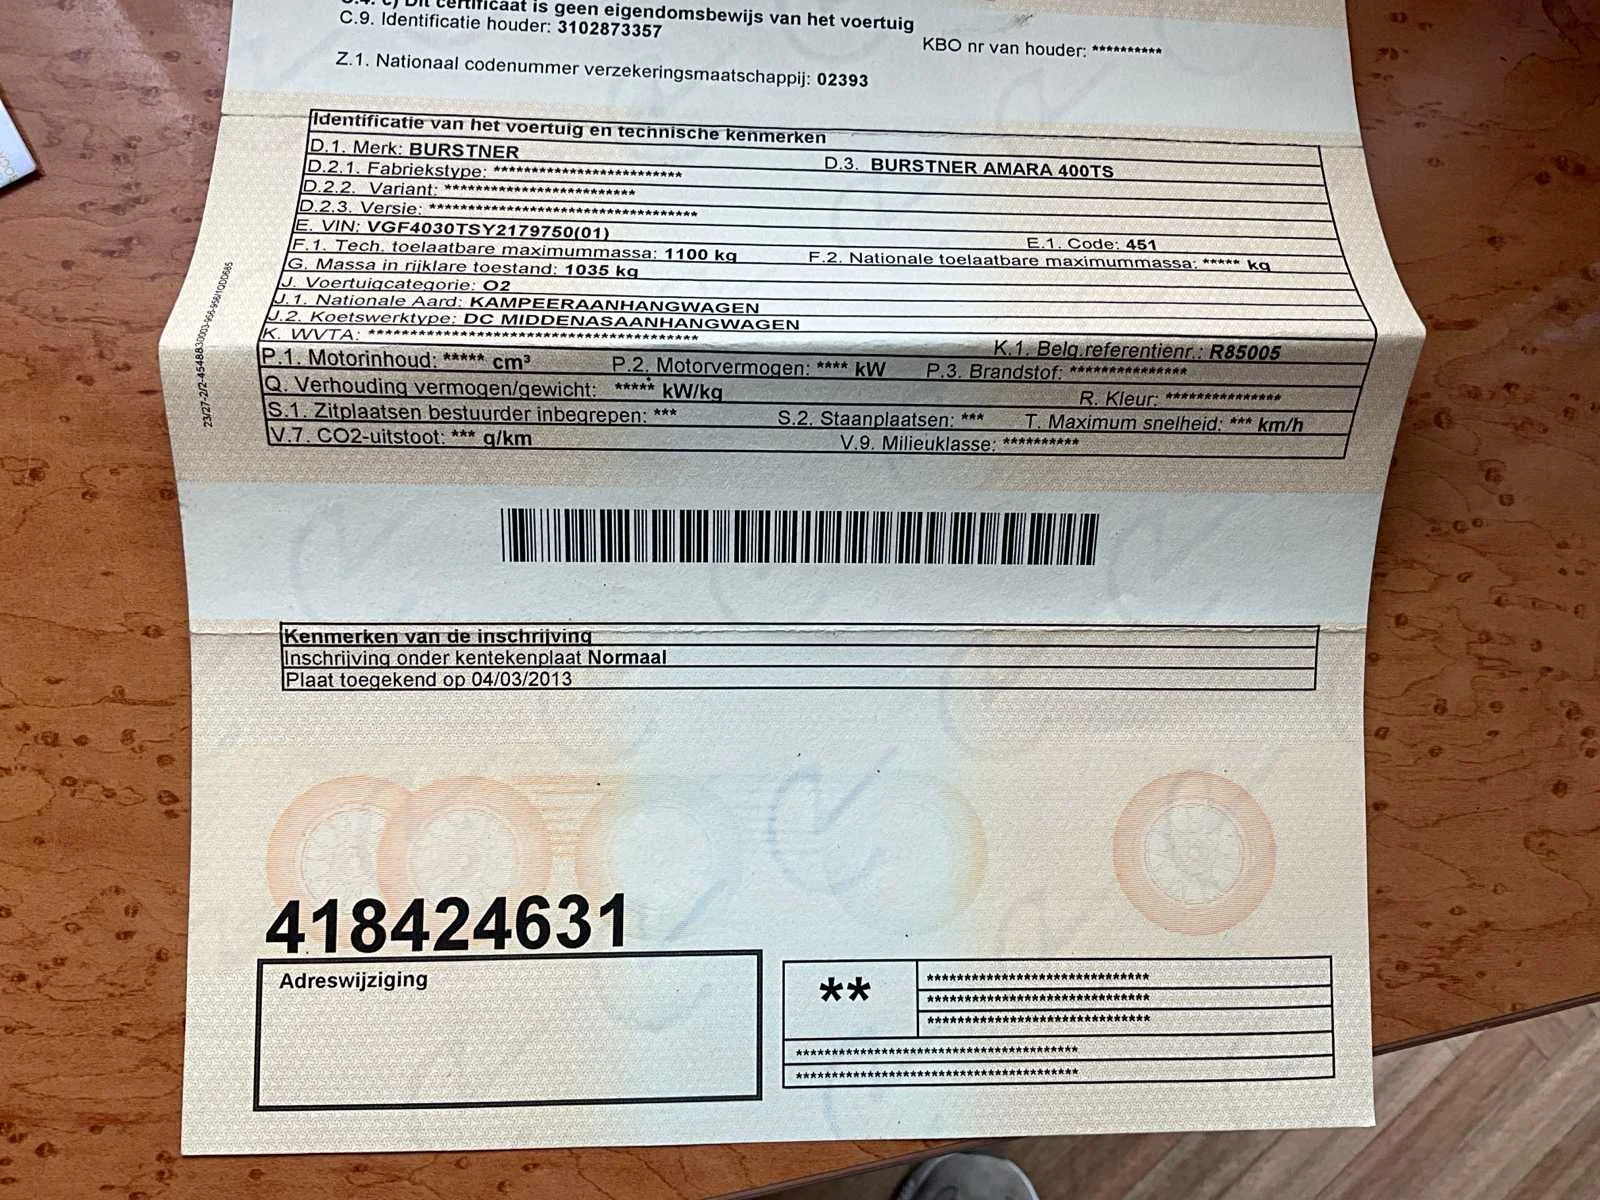 C.4. c) Dit certificaat is geen eigendomsbewijs van het voertuig
C.9. Identificatie houder: 3102873357
KBO nr van houder: **********
Z.1. Nationaal codenummer verzekeringsmaatschappij: 02393
Identificatie van het voertuig en technische kenmerken
D.1. Merk: BURSTNER
D.3. BURSTNER AMARA 400TS
D.2.1. Fabriekstype: *************************
D.2.2. Variant: *************************
D.2.3. Versie: ***********************************
E. VIN: VGF4030TSY2179750(01)
E.1. Code: 451
F.1. Tech. toelaatbare maximummassa: 1100 kg
F.2. Nationale toelaatbare maximummassa: ***** kg
G. Massa in rijklare toestand: 1035 kg
J. Voertuigcategorie: O2
J.1. Nationale Aard: KAMPEERAANHANGWAGEN
J.2. Koetswerktype: DC MIDDENASAANHANGWAGEN
K. WVTA: ***********************************
K.1. Belg.referentienr.: R85005
P.1. Motorinhoud: ***** cm³
P.2. Motorvermogen: **** kW
P.3. Brandstof: ***************
Q. Verhouding vermogen/gewicht: ***** kW/kg
R. Kleur: ***************
S.1. Zitplaatsen bestuurder inbegrepen: ***
S.2. Staanplaatsen: ***
T. Maximum snelheid: *** km/h
V.7. CO2-uitstoot: *** g/km
V.9. Milieuklasse: **********
Kenmerken van de inschrijving
Inschrijving onder kentekenplaat Normaal
Plaat toegekend op 04/03/2013
418424631
Adreswijziging
**
******************************
******************************
******************************
****************************************
****************************************